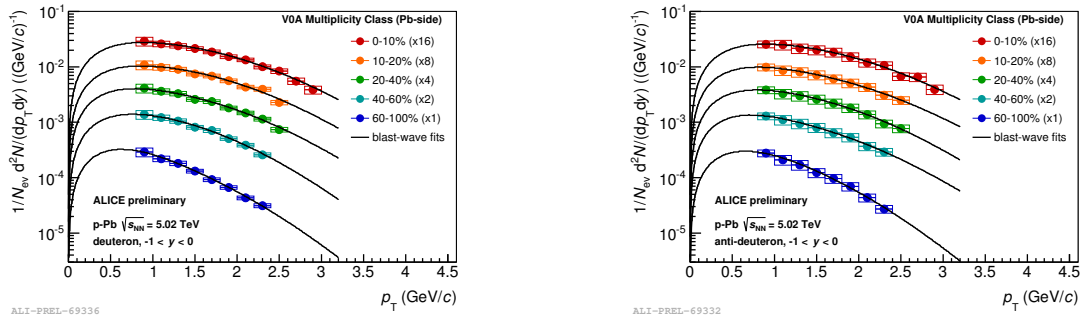 V0A Multiplicity Class (Pb-side)
0-10% (x16)
10-20% (x8)
20-40% (x4)
40-60% (x2)
60-100% (x1)
blast-wave fits
1/N_ev d²N/(dp_T dy) ((GeV/c)⁻¹)
10⁻¹
10⁻²
10⁻³
10⁻⁴
10⁻⁵
ALICE preliminary
p-Pb √s_NN = 5.02 TeV
deuteron, -1 < y < 0
0 0.5 1 1.5 2 2.5 3 3.5 4 4.5
p_T (GeV/c)
ALI-PREL-69336
V0A Multiplicity Class (Pb-side)
0-10% (x16)
10-20% (x8)
20-40% (x4)
40-60% (x2)
60-100% (x1)
blast-wave fits
1/N_ev d²N/(dp_T dy) ((GeV/c)⁻¹)
10⁻¹
10⁻²
10⁻³
10⁻⁴
10⁻⁵
ALICE preliminary
p-Pb √s_NN = 5.02 TeV
anti-deuteron, -1 < y < 0
0 0.5 1 1.5 2 2.5 3 3.5 4 4.5
p_T (GeV/c)
ALI-PREL-69332